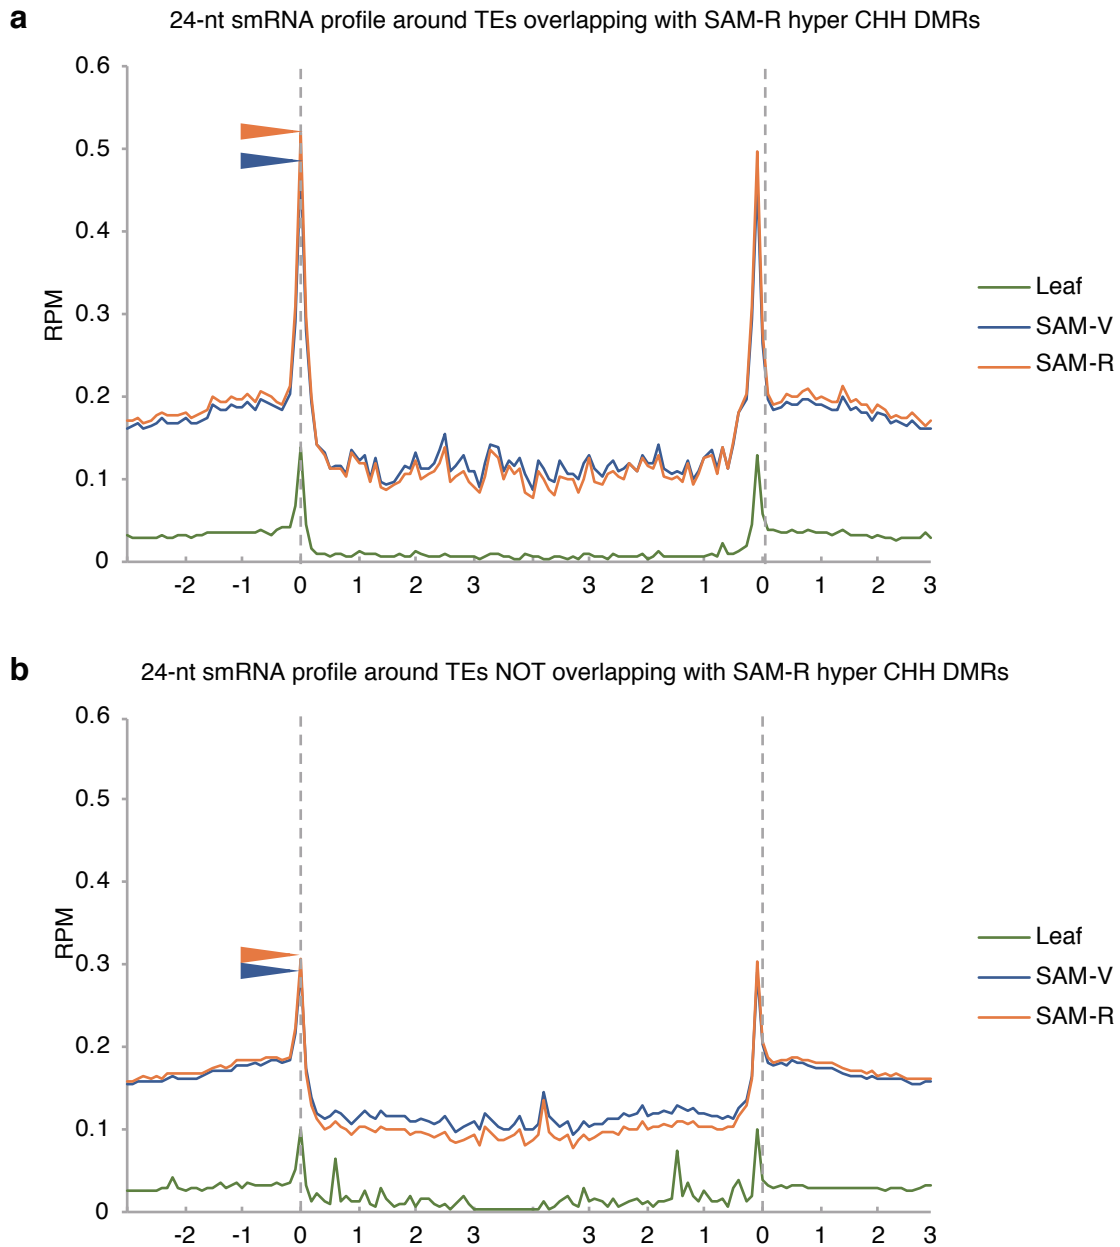 a
24-nt smRNA profile around TEs overlapping with SAM-R hyper CHH DMRs
0.6
0.5
0.4
0.3
0.2
0.1
0
RPM
-2 -1 0 1 2 3 3 2 1 0 1 2 3
Leaf
SAM-V
SAM-R
b
24-nt smRNA profile around TEs NOT overlapping with SAM-R hyper CHH DMRs
0.6
0.5
0.4
0.3
0.2
0.1
0
RPM
-2 -1 0 1 2 3 3 2 1 0 1 2 3
Leaf
SAM-V
SAM-R